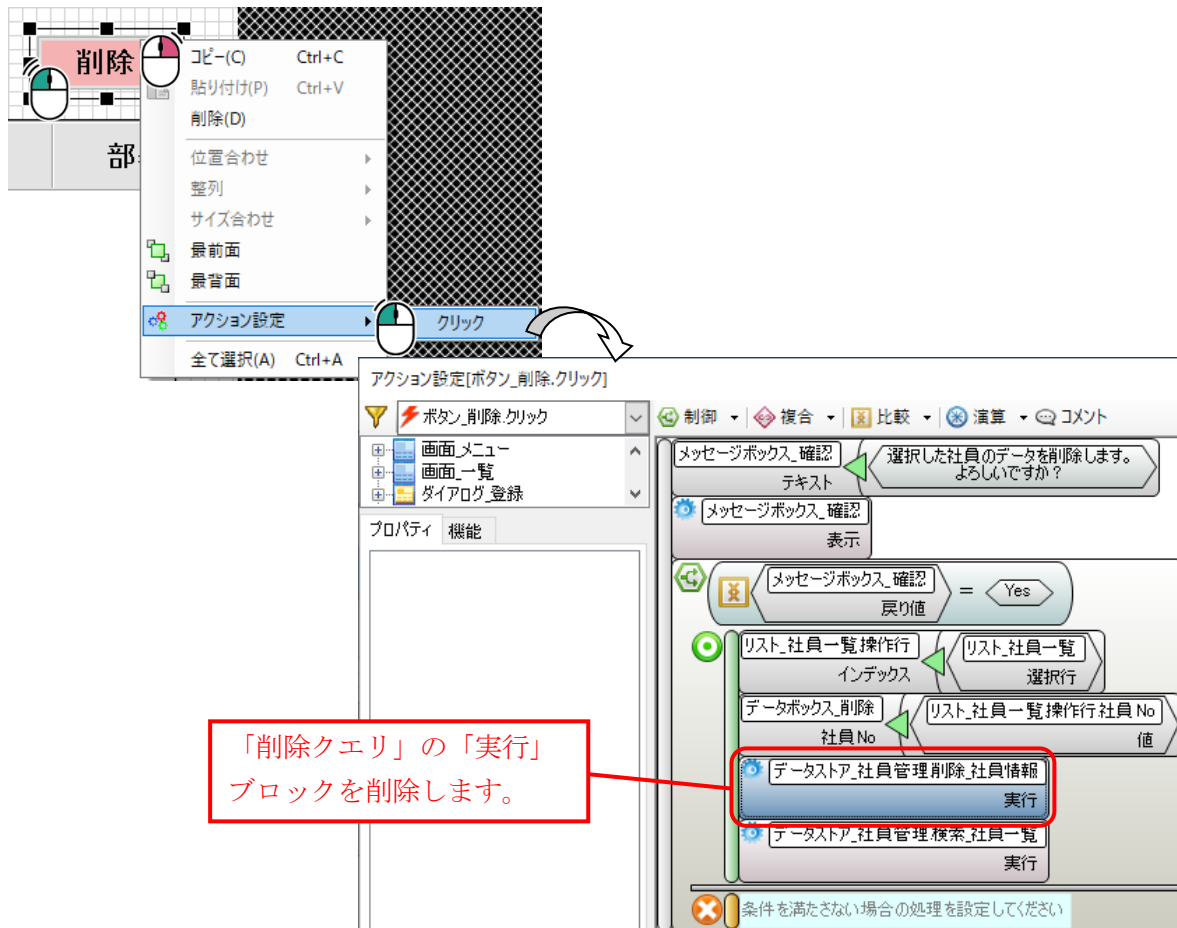 削除
部
コピー(C) Ctrl+C
貼り付け(P) Ctrl+V
削除(D)
位置合わせ
整列
サイズ合わせ
最前面
最背面
アクション設定
クリック
全て選択(A) Ctrl+A
アクション設定[ボタン_削除.クリック]
ボタン_削除.クリック
制御 複合 比較 演算 コメント
画面_メニュー
画面_一覧
ダイアログ_登録
プロパティ 機能
メッセージボックス_確認
テキスト
選択した社員のデータを削除します。
よろしいですか？
メッセージボックス_確認
表示
メッセージボックス_確認
戻り値
= Yes
リスト_社員一覧.操作行
インデックス
リスト_社員一覧
選択行
データボックス_削除
社員No
リスト_社員一覧.操作行.社員No
値
データストア_社員管理.削除_社員情報
実行
データストア_社員管理.検索_社員一覧
実行
条件を満たさない場合の処理を設定してください
「削除クエリ」の「実行」
ブロックを削除します。